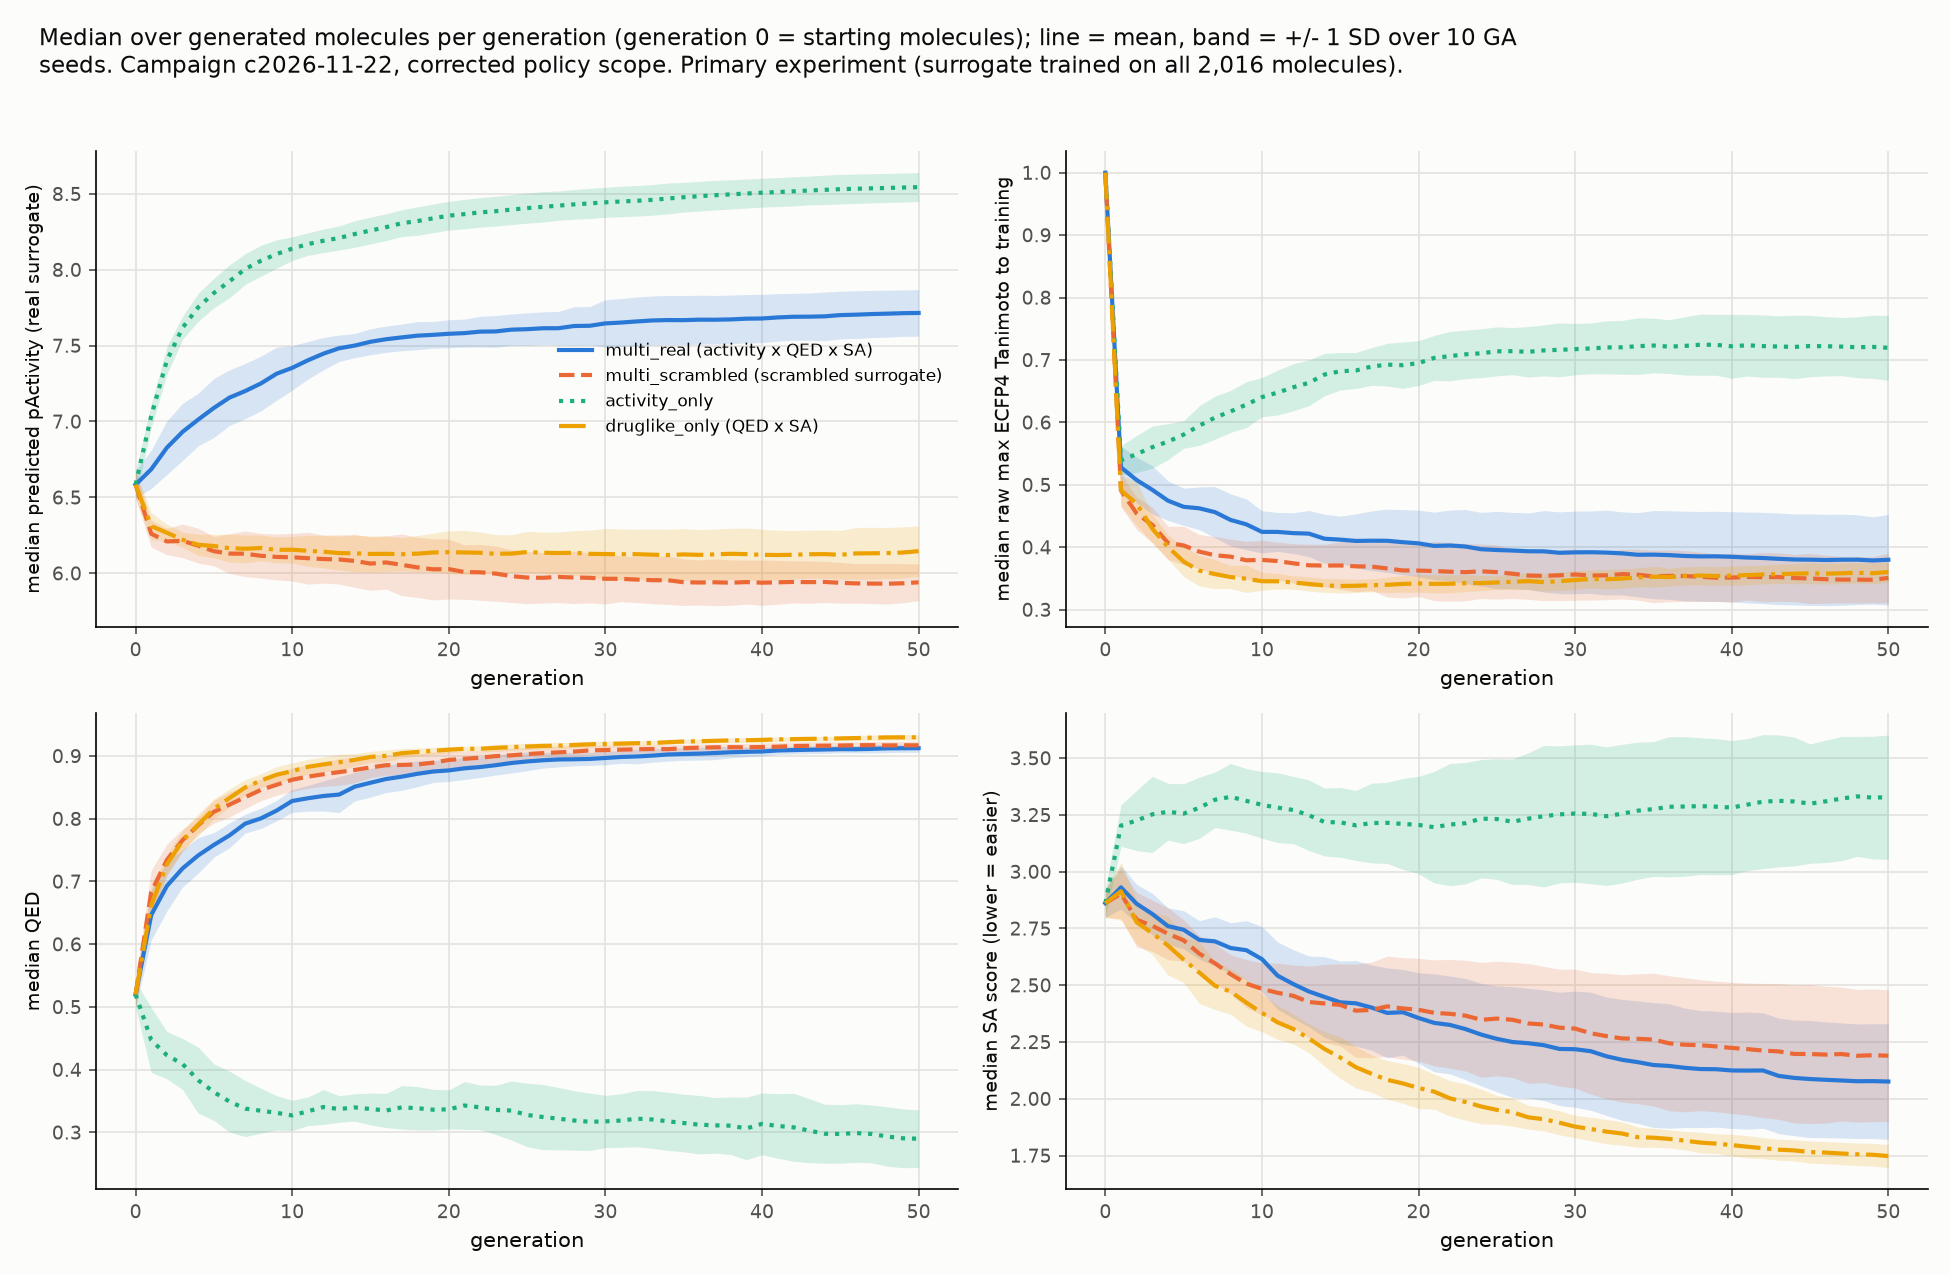 Median over generated molecules per generation (generation 0 = starting molecules); line = mean, band = +/- 1 SD over 10 GA
seeds. Campaign c2026-11-22, corrected policy scope. Primary experiment (surrogate trained on all 2,016 molecules).
median predicted pActivity (real surrogate)
8.5
8.0
7.5
7.0
6.5
6.0
multi_real (activity x QED x SA)
multi_scrambled (scrambled surrogate)
activity_only
druglike_only (QED x SA)
0 10 20 30 40 50
generation
median raw max ECFP4 Tanimoto to training
1.0
0.9
0.8
0.7
0.6
0.5
0.4
0.3
0 10 20 30 40 50
generation
median QED
0.9
0.8
0.7
0.6
0.5
0.4
0.3
0 10 20 30 40 50
generation
median SA score (lower = easier)
3.50
3.25
3.00
2.75
2.50
2.25
2.00
1.75
0 10 20 30 40 50
generation